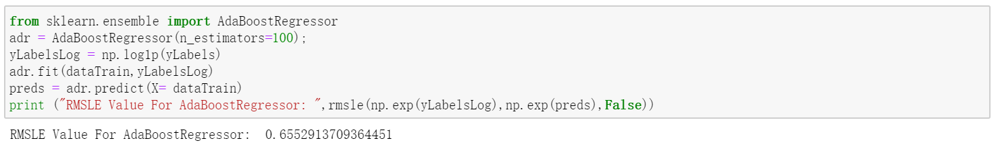 from sklearn.ensemble import AdaBoostRegressor
adr = AdaBoostRegressor(n_estimators=100);
yLabelsLog = np.log1p(yLabels)
adr.fit(dataTrain,yLabelsLog)
preds = adr.predict(X= dataTrain)
print ("RMSLE Value For AdaBoostRegressor: ",rmsle(np.exp(yLabelsLog),np.exp(preds),False))
RMSLE Value For AdaBoostRegressor:  0.6552913709364451